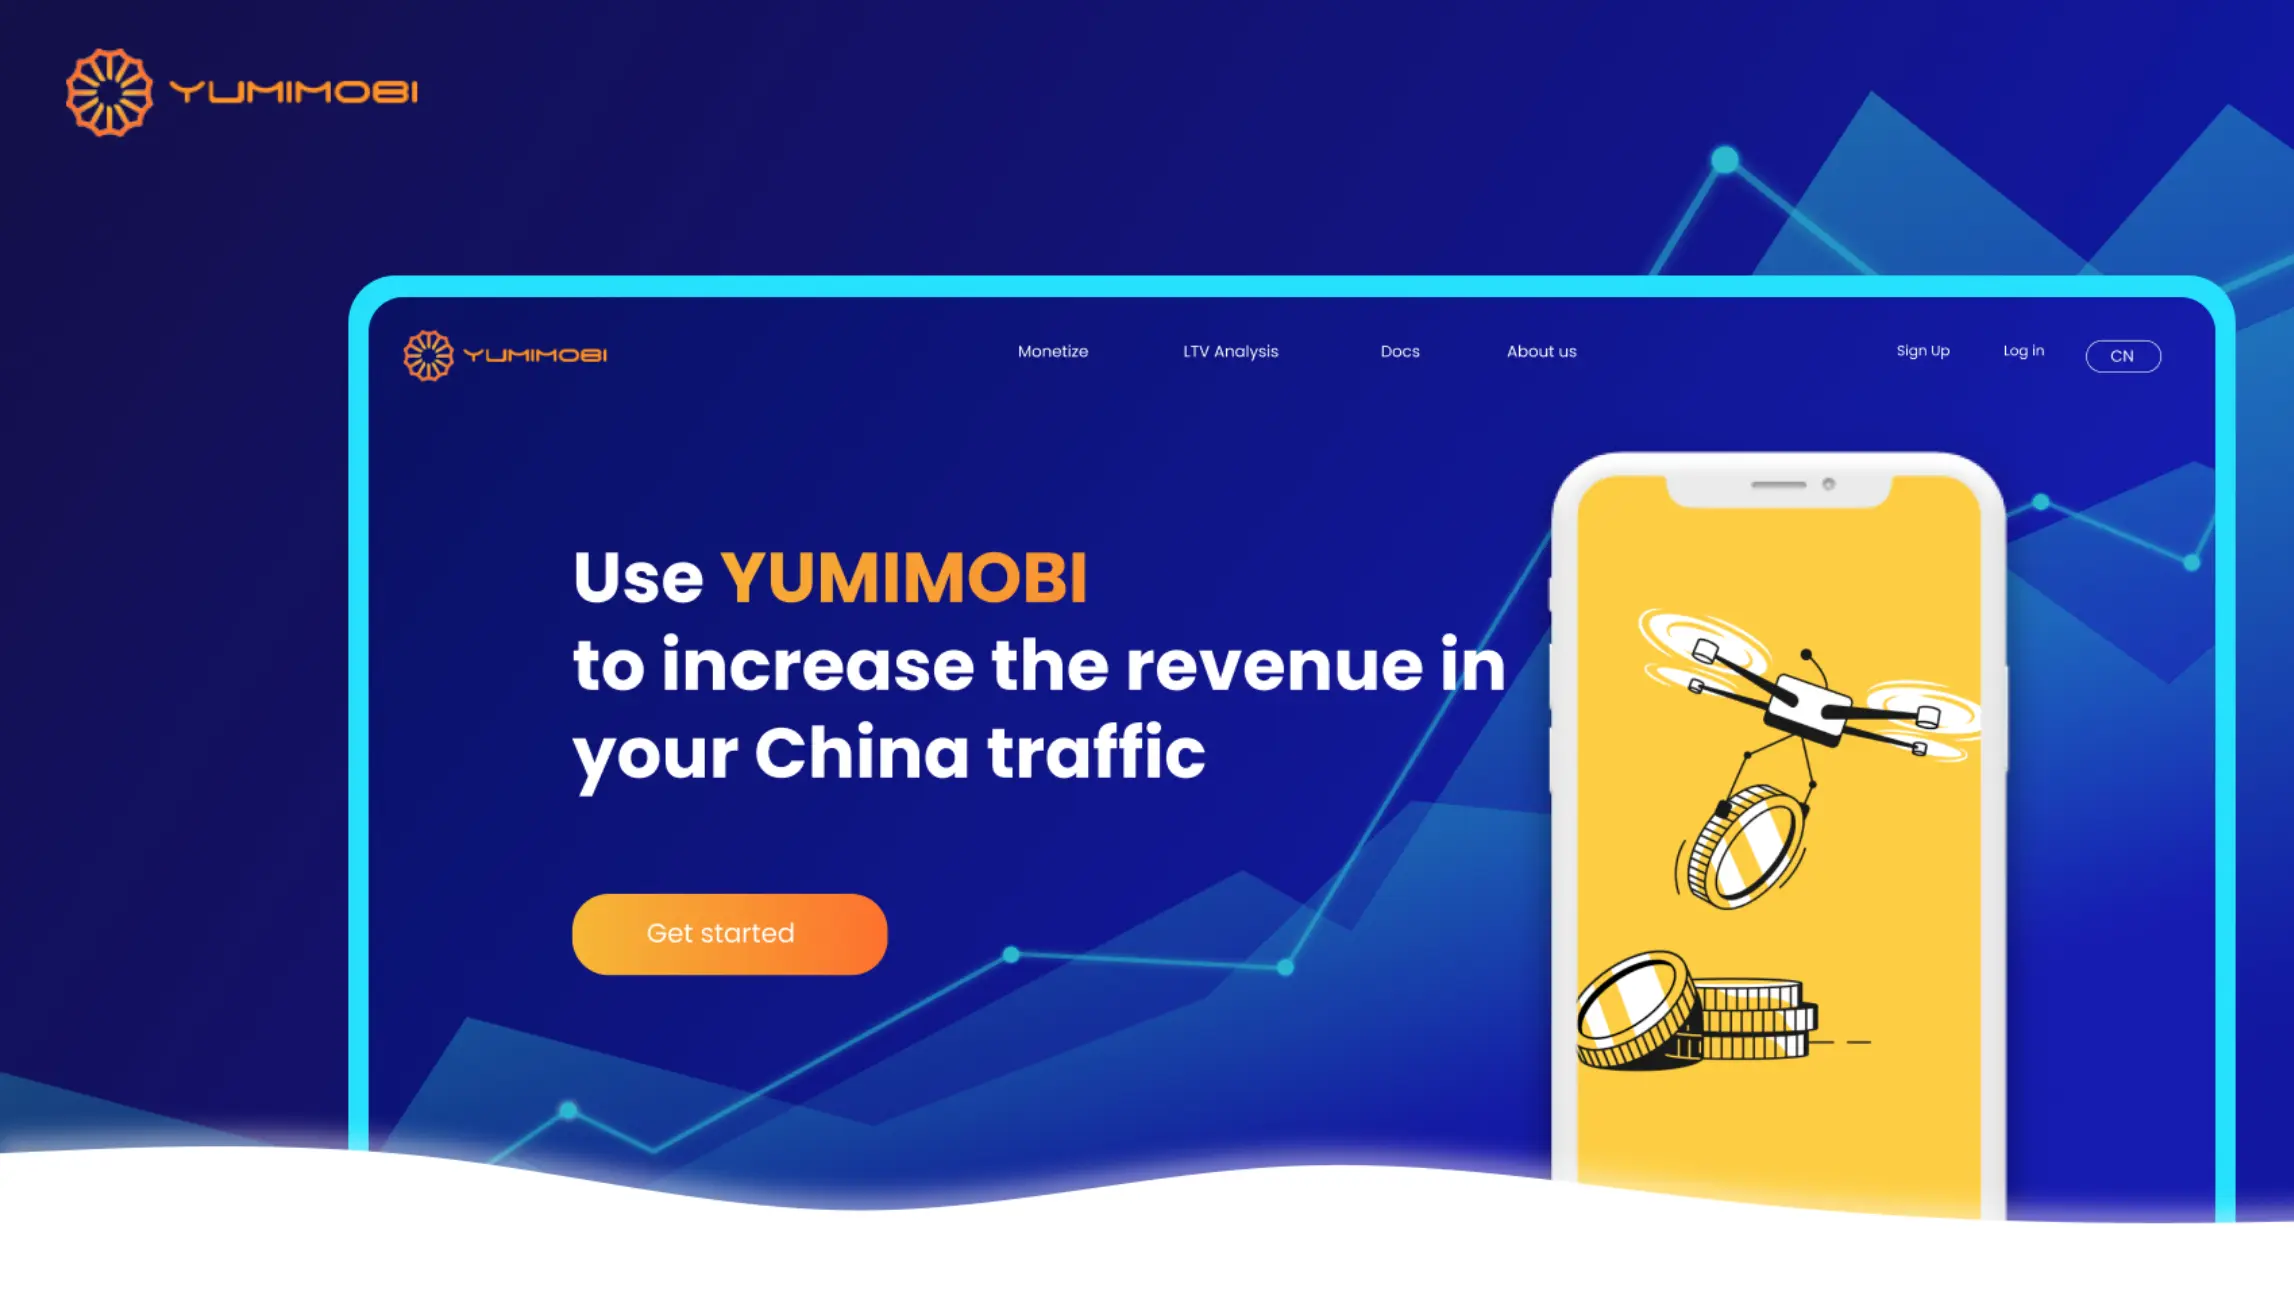 YUMIMOBI
YUMIMOBI
Monetize
LTV Analysis
Docs
About us
Sign Up
Log in
CN
Use YUMIMOBI
to increase the revenue in
your China traffic
Get started